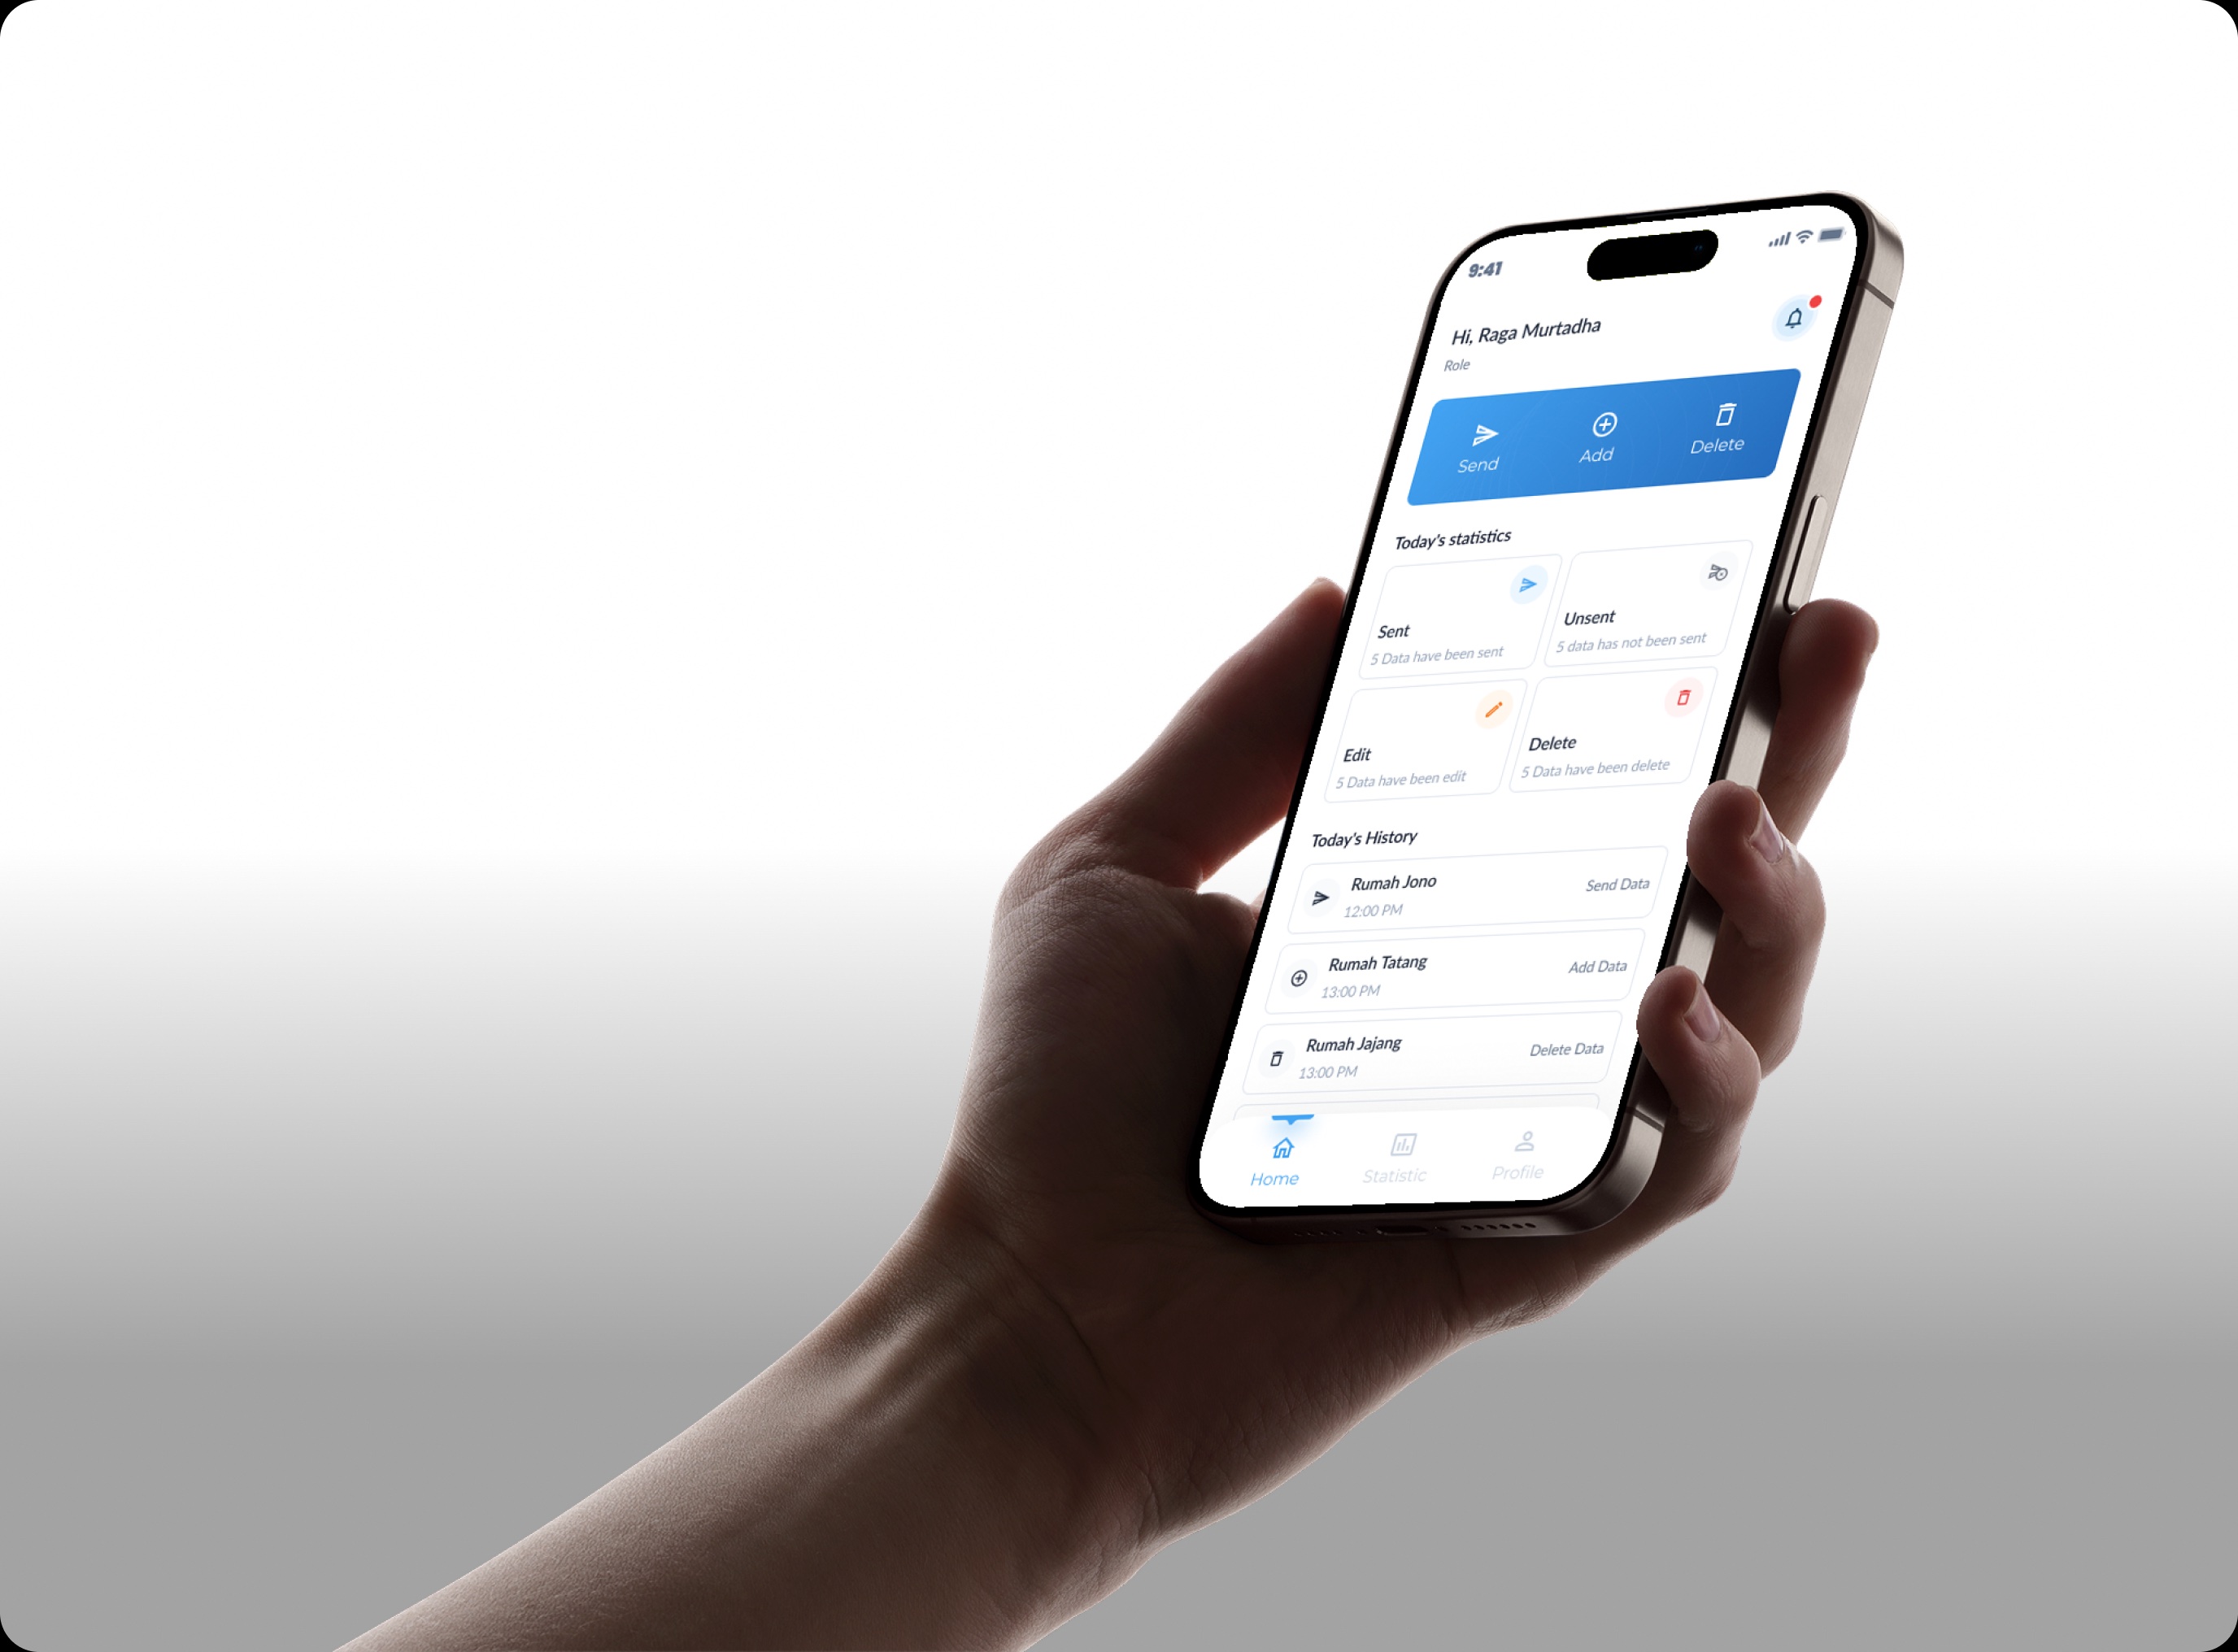 9:41
Hi, Raga Murtadha
Role
Send
Add
Delete
Today's statistics
Sent
5 Data have been sent
Unsent
5 data has not been sent
Edit
5 Data have been edit
Delete
5 Data have been delete
Today's History
Rumah Jono
12:00 PM
Send Data
Rumah Tatang
13:00 PM
Add Data
Rumah Jajang
13:00 PM
Delete Data
Home
Statistic
Profile